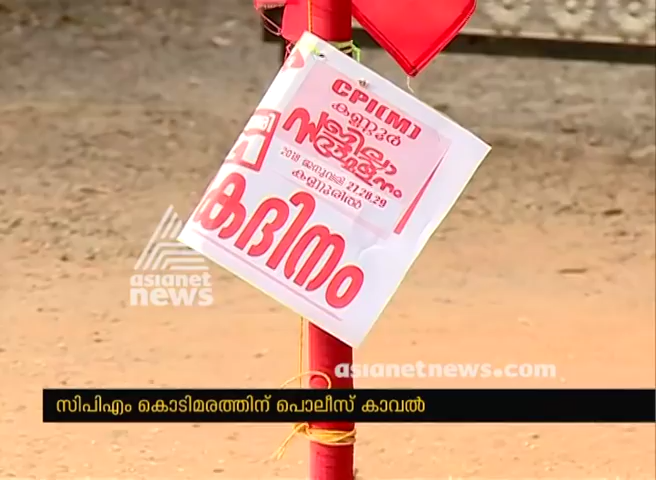 CPI(M)
കണ്ണൂർ
ജില്ലാ
സമ്മേളനം
2018 ജനുവരി 27,28,29
കണ്ണൂരിൽ
കദിനം
asianet
news
asianetnews.com
സിപിഎം കൊടിമരത്തിന് പൊലീസ് കാവൽ